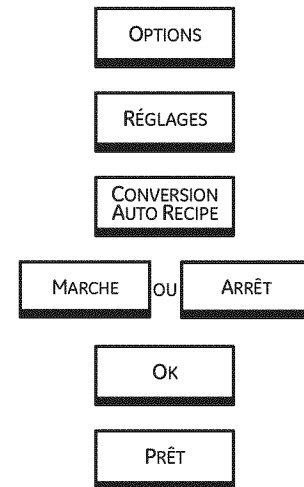 OPTIONS
RÉGLAGES
CONVERSION
AUTO RECIPE
MARCHE OU ARRÊT
OK
PRÊT